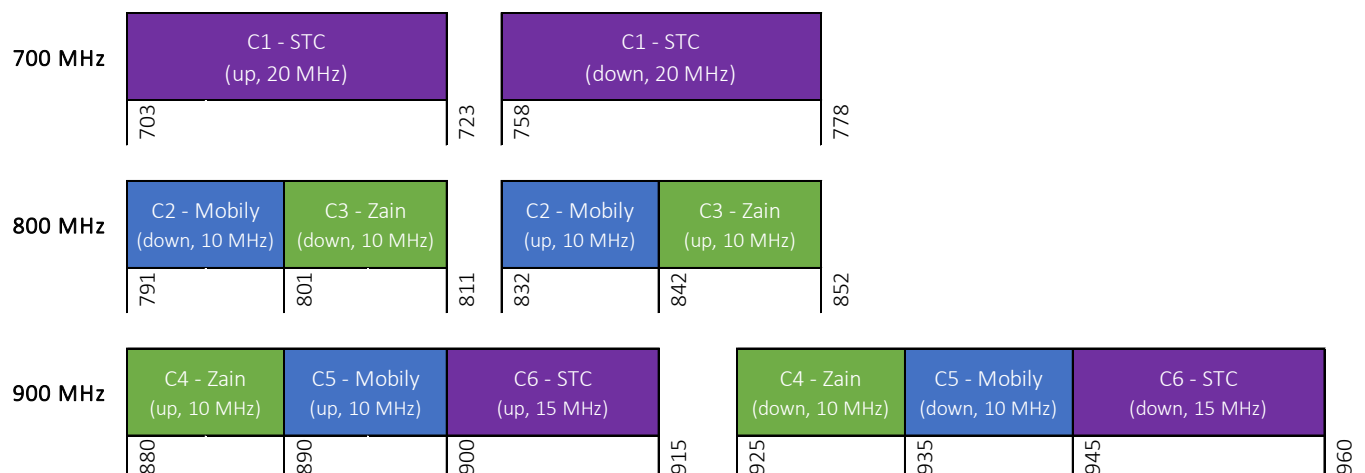 700 MHz
C1 - STC
(up, 20 MHz)
C1 - STC
(down, 20 MHz)
703
723
758
778
800 MHz
C2 - Mobily
(down, 10 MHz)
C3 - Zain
(down, 10 MHz)
C2 - Mobily
(up, 10 MHz)
C3 - Zain
(up, 10 MHz)
791
801
811
832
842
852
900 MHz
C4 - Zain
(up, 10 MHz)
C5 - Mobily
(up, 10 MHz)
C6 - STC
(up, 15 MHz)
C4 - Zain
(down, 10 MHz)
C5 - Mobily
(down, 10 MHz)
C6 - STC
(down, 15 MHz)
880
890
900
915
925
935
945
960